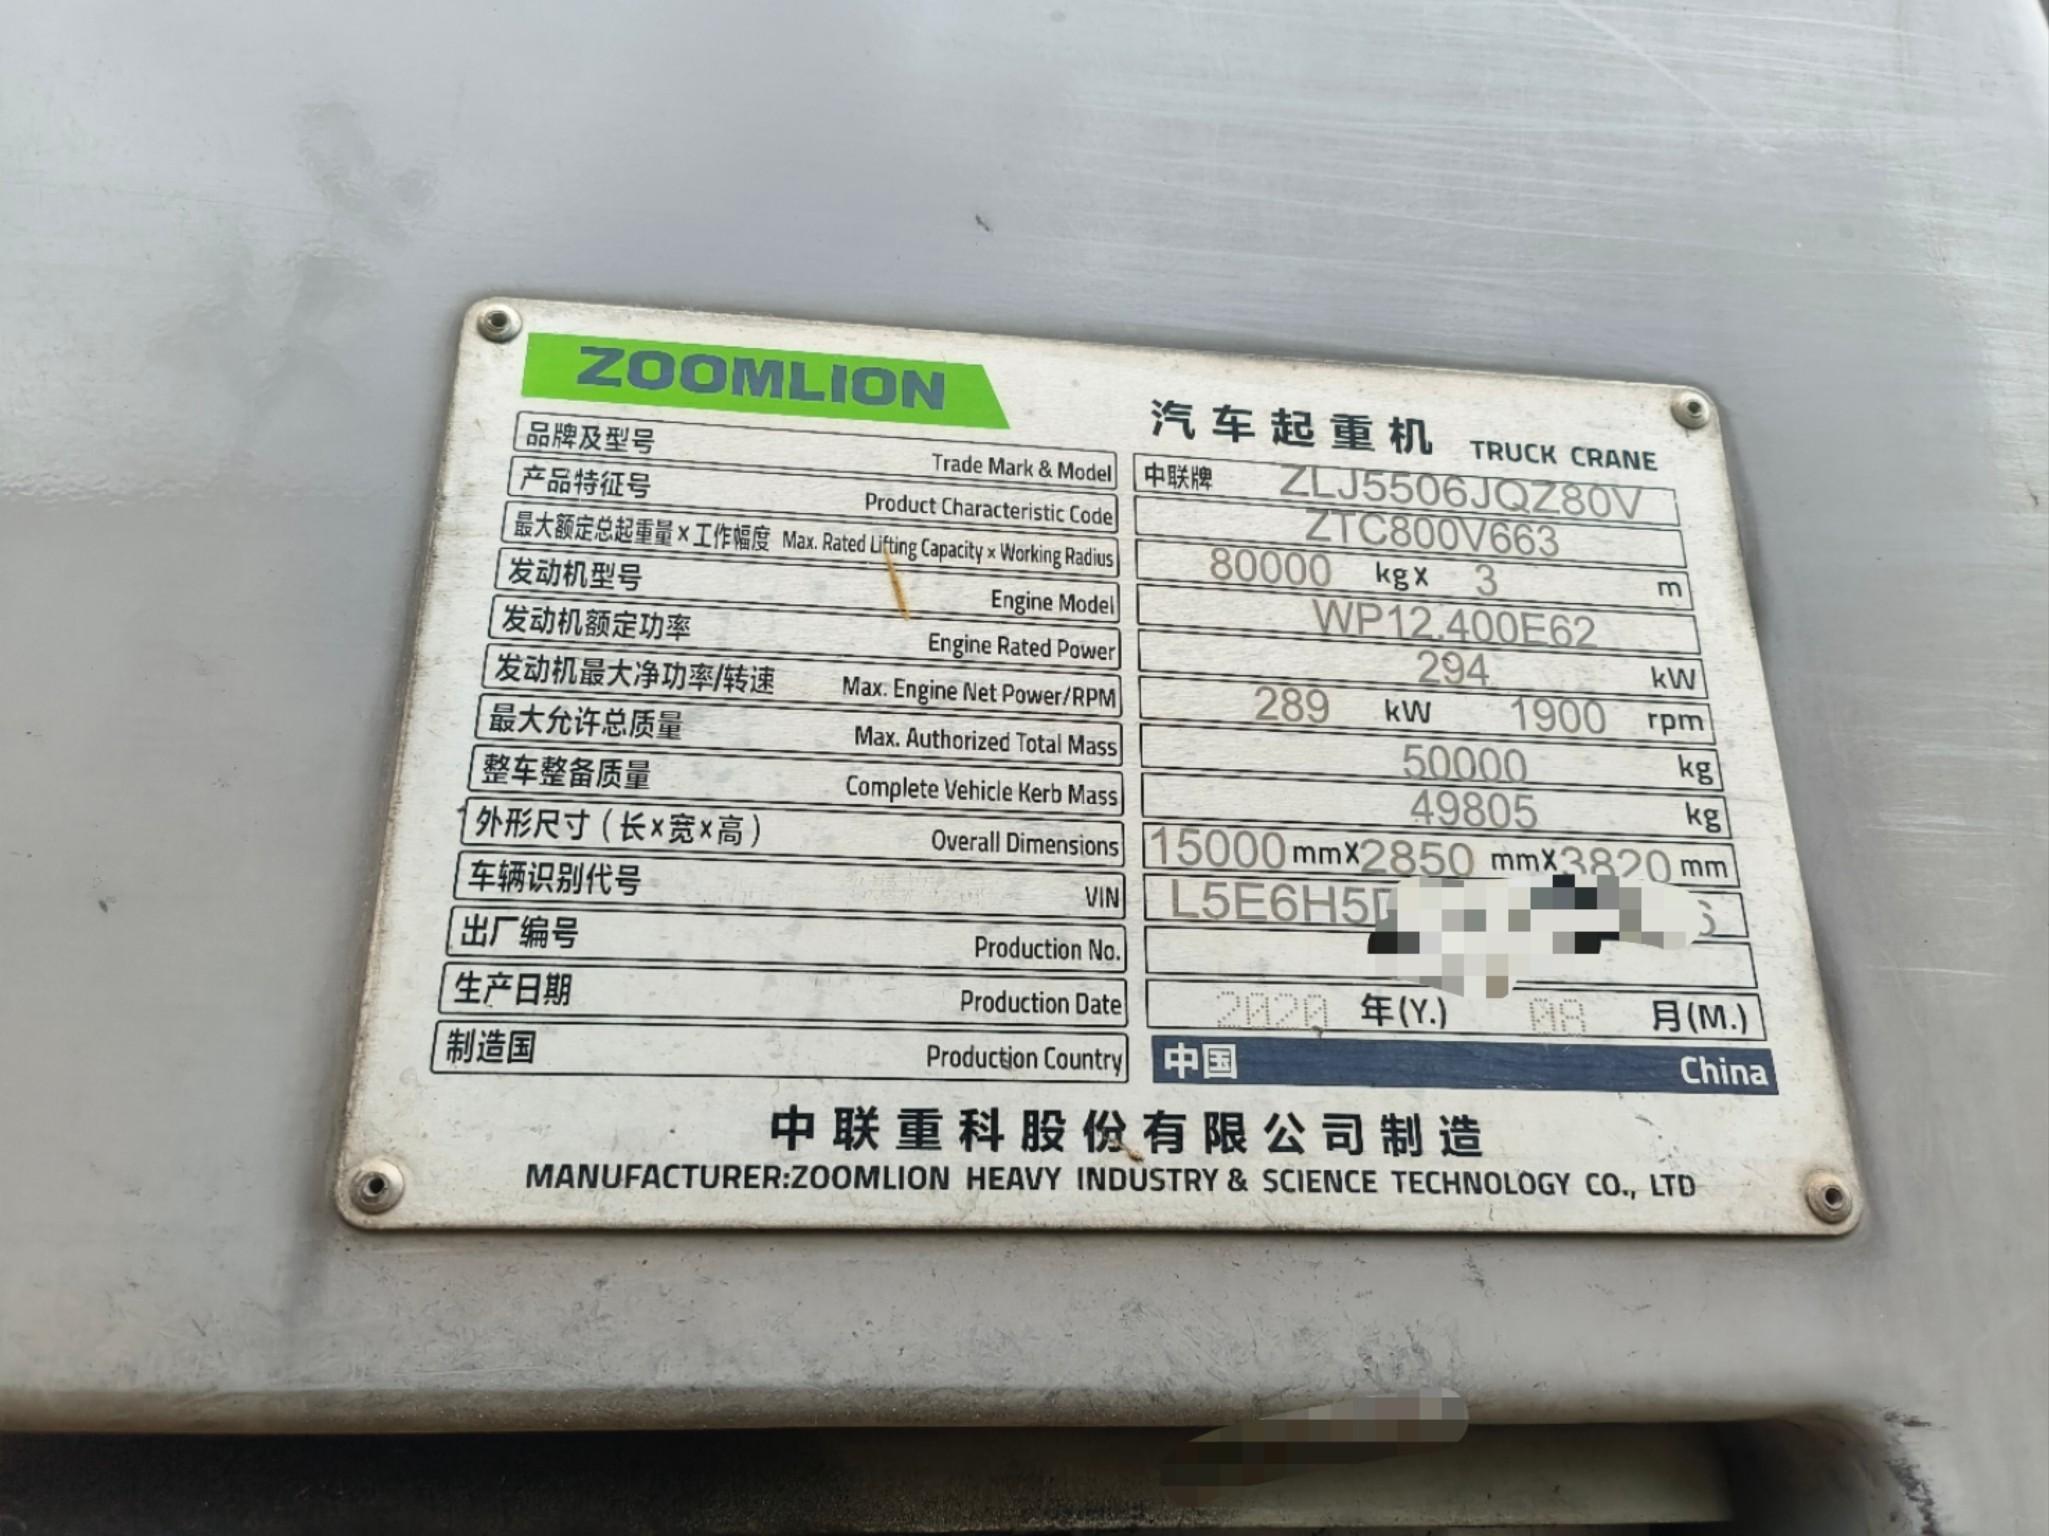 ZOOMLION
汽车起重机 TRUCK CRANE
品牌及型号 Trade Mark & Model 中联牌 ZLJ5506JQZ80V
产品特征号 Product Characteristic Code ZTC800V663
最大额定总起重量×工作幅度 Max. Rated Lifting Capacity × Working Radius 80000 kg× 3 m
发动机型号 Engine Model WP12.400E62
发动机额定功率 Engine Rated Power 294 kW
发动机最大净功率/转速 Max. Engine Net Power/RPM 289 kW 1900 rpm
最大允许总质量 Max. Authorized Total Mass 50000 kg
整车整备质量 Complete Vehicle Kerb Mass 49805 kg
外形尺寸(长×宽×高) Overall Dimensions 15000 mm×2850 mm×3820 mm
车辆识别代号 VIN L5E6H5
出厂编号 Production No.
生产日期 Production Date 2020 年(Y.) 08 月(M.)
制造国 Production Country 中国 China
中联重科股份有限公司制造
MANUFACTURER:ZOOMLION HEAVY INDUSTRY & SCIENCE TECHNOLOGY CO., LTD